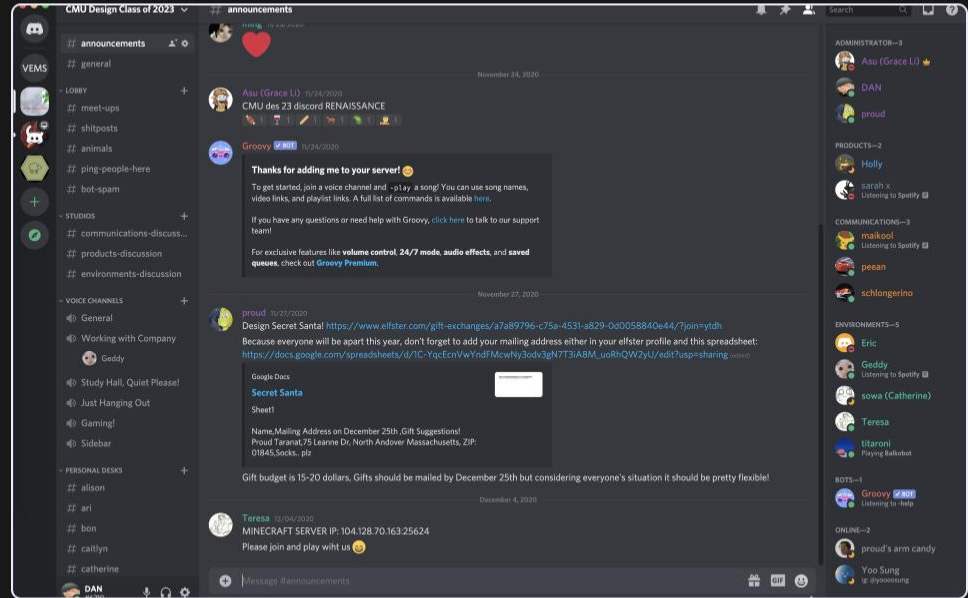 CMU Design Class of 2023
# announcements
Search
VEMS
# announcements
# general
LOBBY
# meet-ups
# shitposts
# animals
# ping-people-here
# bot-spam
STUDIOS
# communications-discuss...
# products-discussion
# environments-discussion
VOICE CHANNELS
General
Working with Company
Geddy
Study Hall, Quiet Please!
Just Hanging Out
Gaming!
Sidebar
PERSONAL DESKS
# alison
# ari
# bon
# caitlyn
# catherine
DAN
November 24, 2020
Asu (Grace Li) 11/24/2020
CMU des 23 discord RENAISSANCE
1 1 1 1 1 1
Groovy BOT 11/24/2020
Thanks for adding me to your server!
To get started, join a voice channel and -play a song! You can use song names,
video links, and playlist links. A full list of commands is available here.
If you have any questions or need help with Groovy, click here to talk to our support
team!
For exclusive features like volume control, 24/7 mode, audio effects, and saved
queues, check out Groovy Premium.
November 27, 2020
proud 11/27/2020
Design Secret Santa! https://www.elfster.com/gift-exchanges/a7a89796-c75a-4531-a829-0d0058840e44/?join=ytdh
Because everyone will be apart this year, don't forget to add your mailing address either in your elfster profile and this spreadsheet:
https://docs.google.com/spreadsheets/d/1C-YqcEcnVwYndFMcwNy3odv3gN7T3iA8M_uoRhQW2yU/edit?usp=sharing (edited)
Google Docs
Secret Santa
Sheet1
Name,Mailing Address on December 25th ,Gift Suggestions!
Proud Taranat,75 Leanne Dr, North Andover Massachusetts, ZIP:
01845,Socks.. plz
Gift budget is 15-20 dollars, Gifts should be mailed by December 25th but considering everyone's situation it should be pretty flexible!
December 4, 2020
Teresa 12/04/2020
MINECRAFT SERVER IP: 104.128.70.163:25624
Please join and play wiht us
Message #announcements
GIF
ADMINISTRATOR—3
Asu (Grace Li)
DAN
proud
PRODUCTS—2
Holly
sarah x
Listening to Spotify
COMMUNICATIONS—3
maikool
Listening to Spotify
peean
schlongerino
ENVIRONMENTS—5
Eric
Geddy
Listening to Spotify
sowa (Catherine)
Teresa
titaroni
Playing Balkobot
BOTS—1
Groovy BOT
Listening to -help
ONLINE—2
proud's arm candy
Yoo Sung